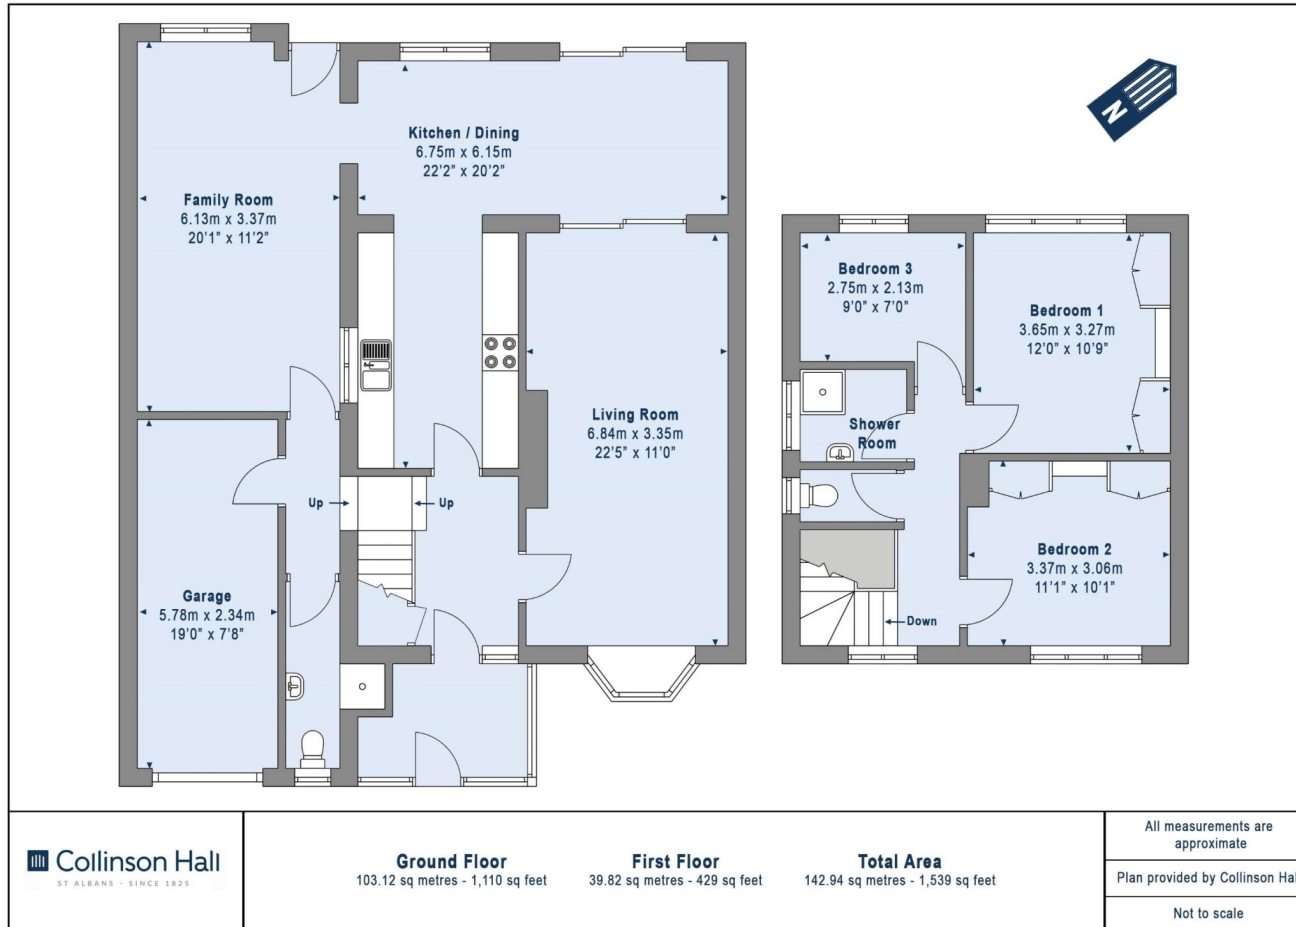 Kitchen / Dining
6.75m x 6.15m
22'2" x 20'2"
N
Family Room
6.13m x 3.37m
20'1" x 11'2"
Bedroom 3
2.75m x 2.13m
9'0" x 7'0"
Bedroom 1
3.65m x 3.27m
12'0" x 10'9"
Living Room
6.84m x 3.35m
22'5" x 11'0"
Shower
Room
Up
Up
Bedroom 2
3.37m x 3.06m
11'1" x 10'1"
Garage
5.78m x 2.34m
19'0" x 7'8"
Down
Collinson Hall
ST ALBANS - SINCE 1825
Ground Floor
103.12 sq metres - 1,110 sq feet
First Floor
39.82 sq metres - 429 sq feet
Total Area
142.94 sq metres - 1,539 sq feet
All measurements are
approximate
Plan provided by Collinson Hal
Not to scale